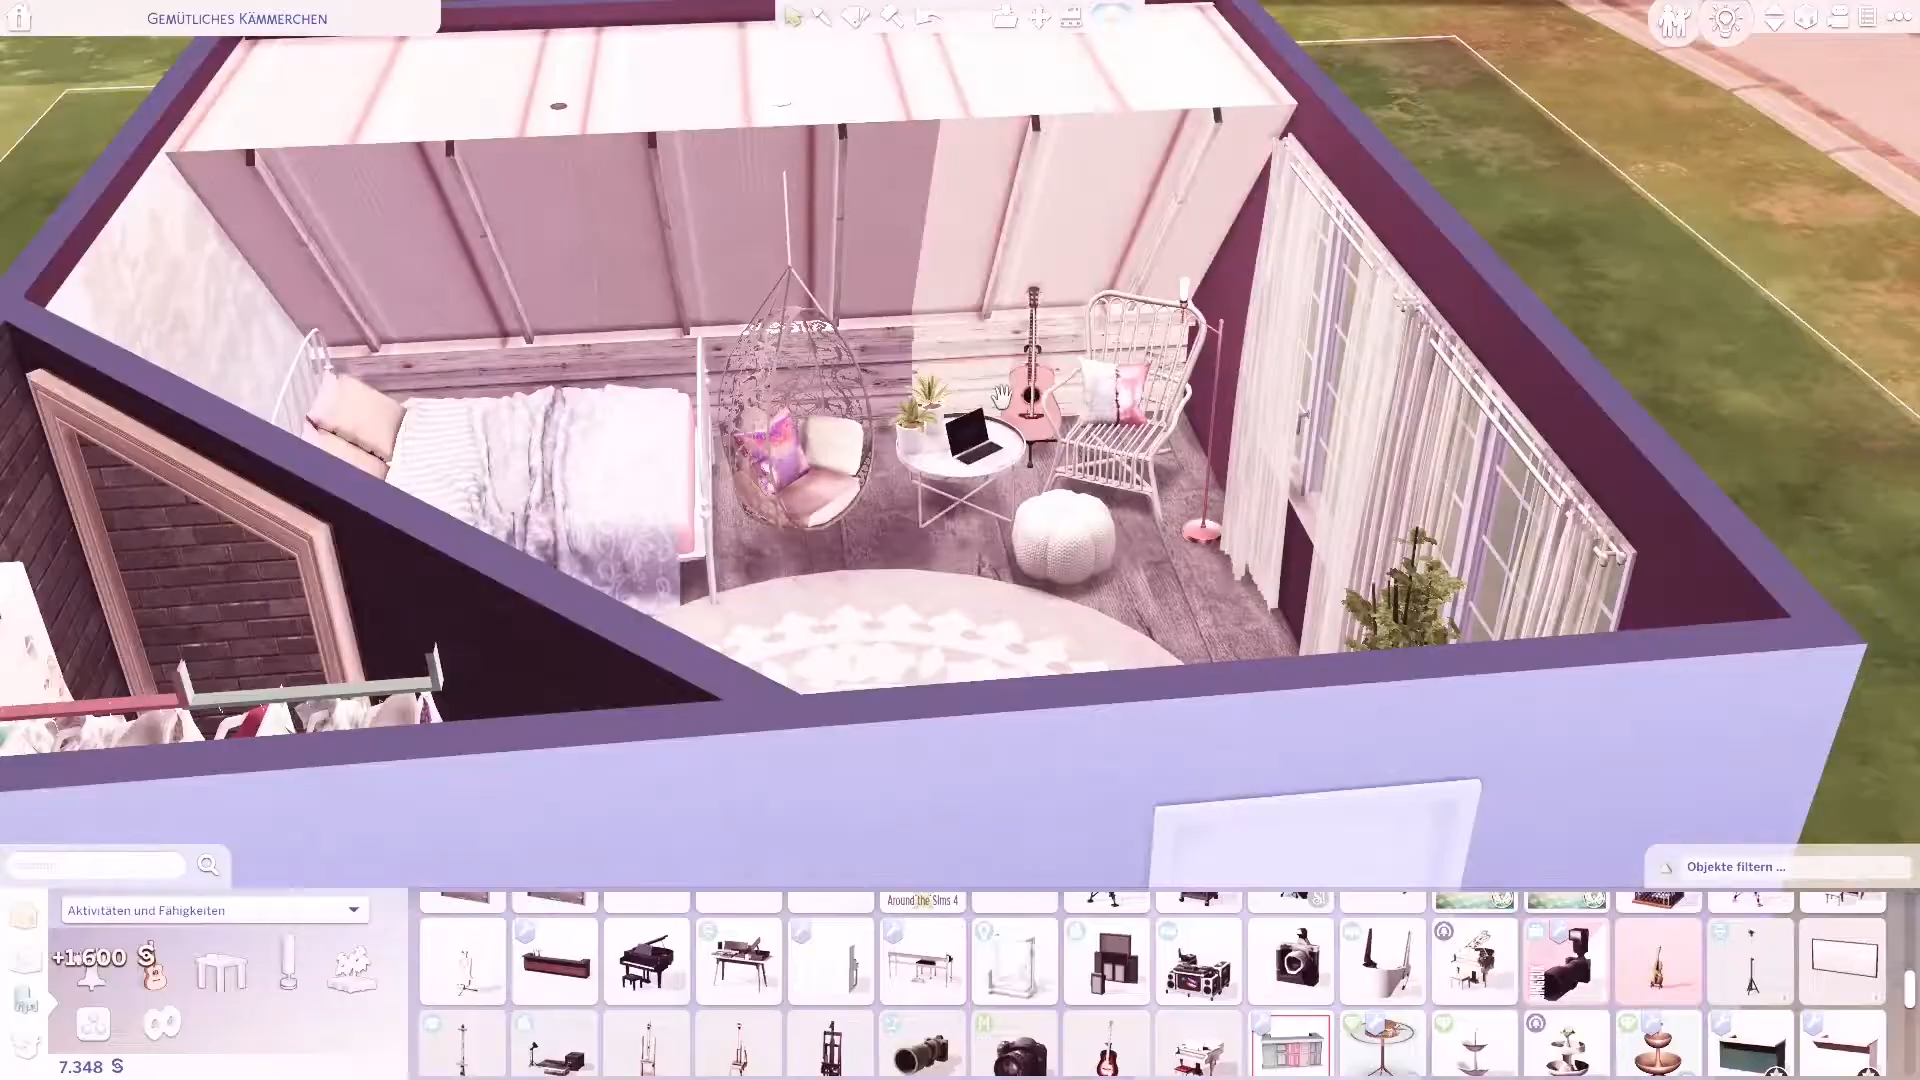 Gemütliches Kämmerchen
Objekte filtern ...
Aktivitäten und Fähigkeiten
Around the Sims 4
+1.600 S
7.348 S